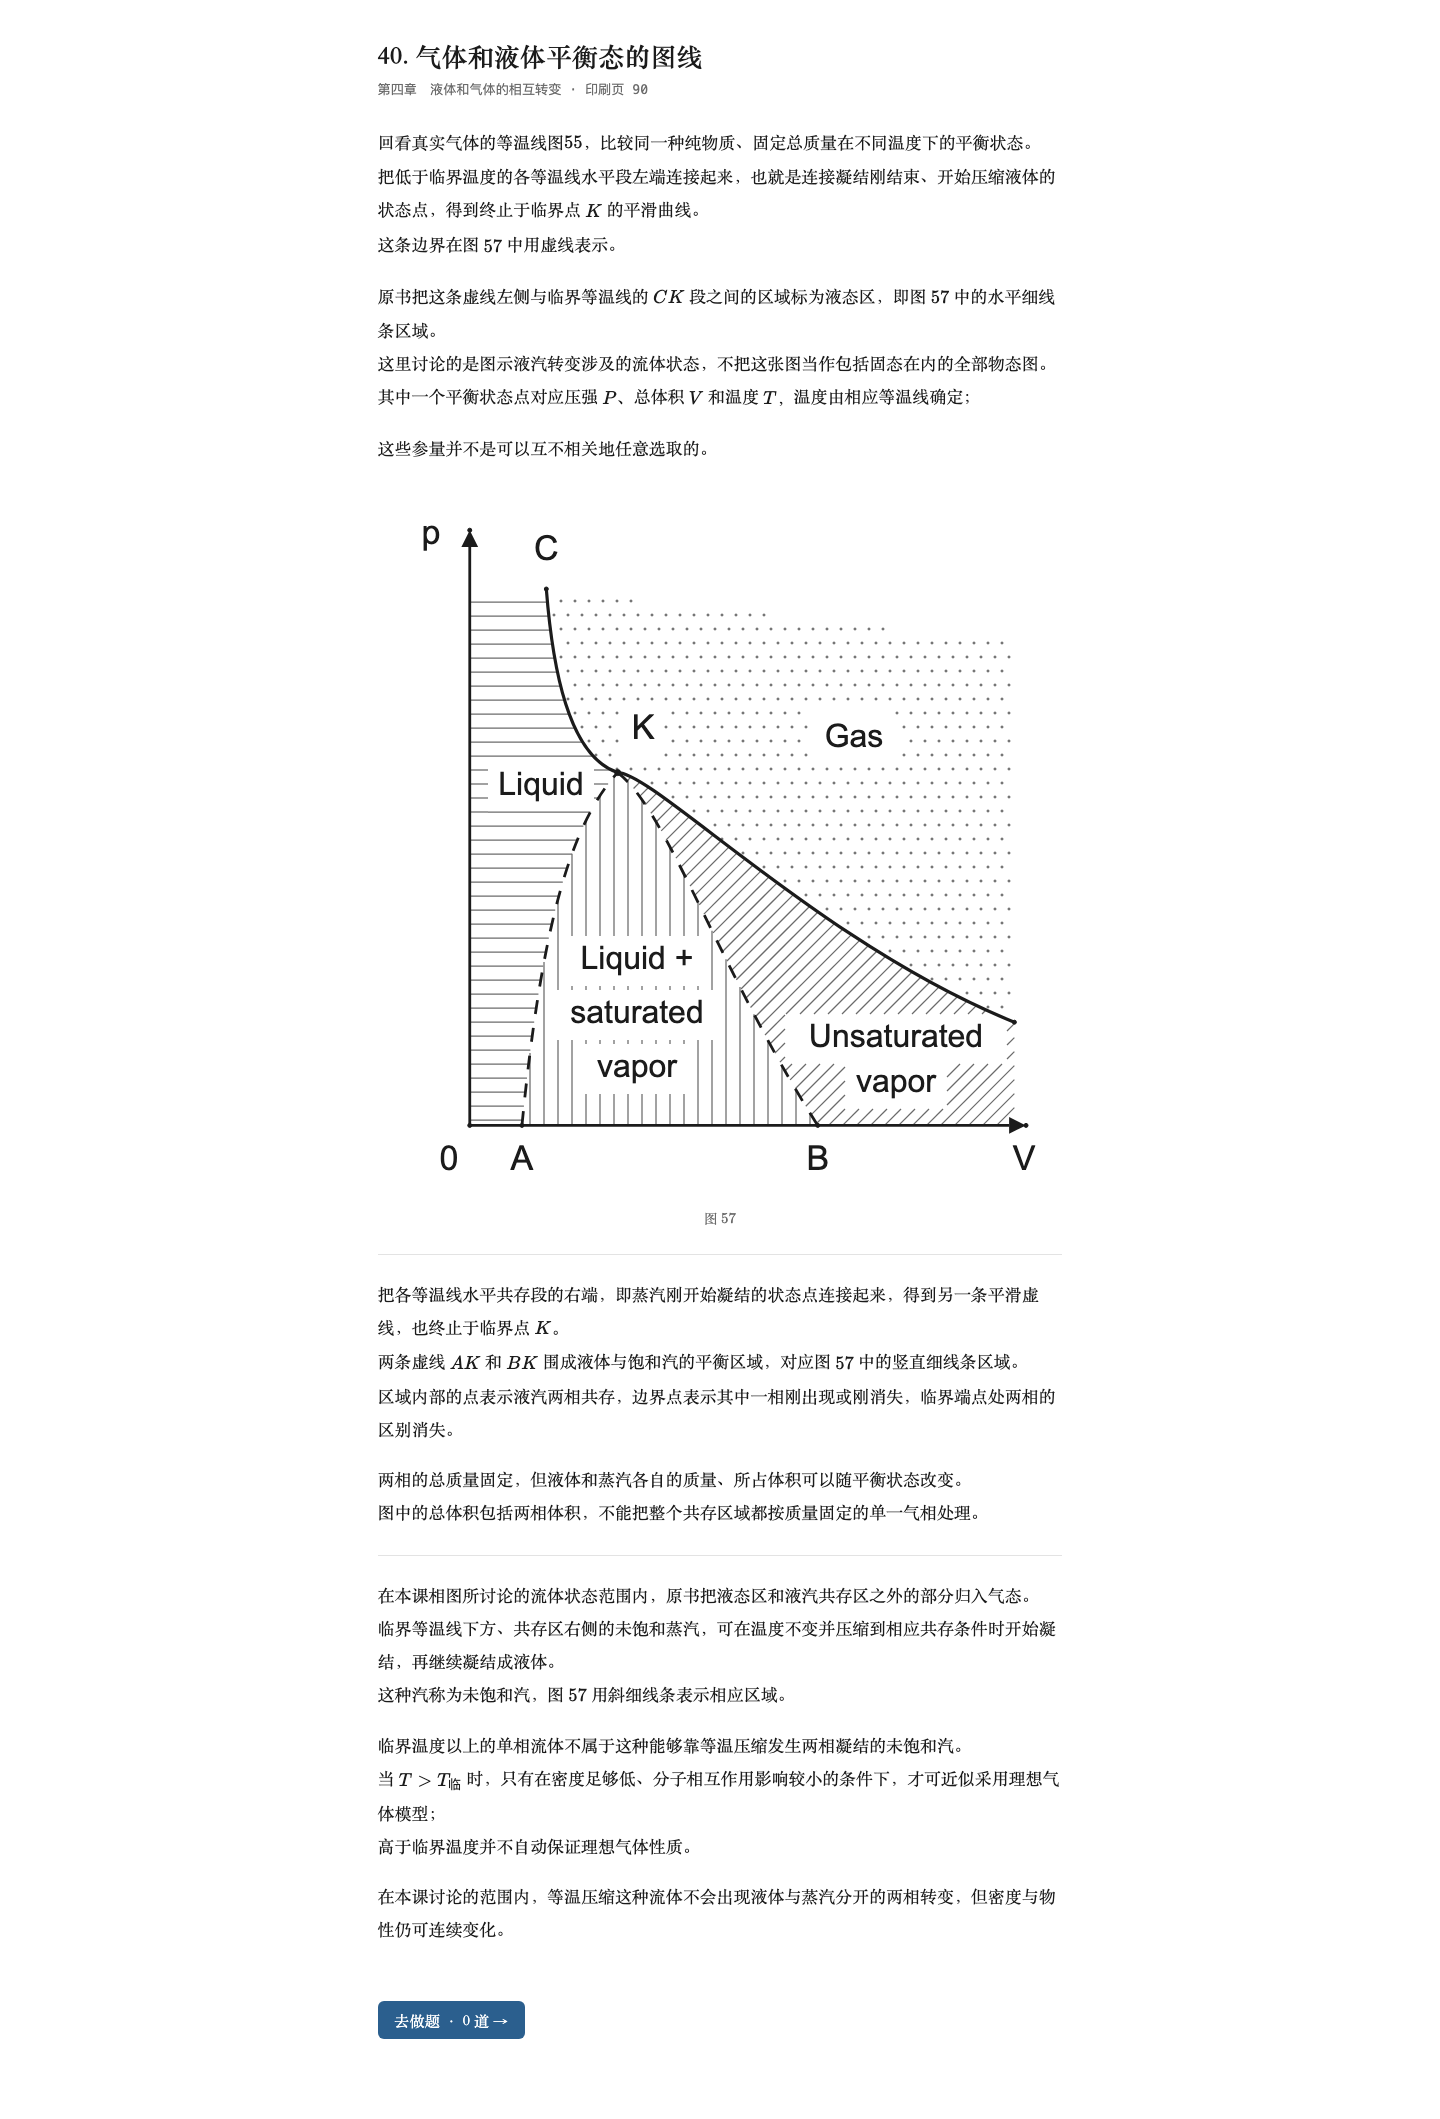 40. 气体和液体平衡态的图线
第四章　液体和气体的相互转变 · 印刷页 90
回看真实气体的等温线图55，比较同一种纯物质、固定总质量在不同温度下的平衡状态。
把低于临界温度的各等温线水平段左端连接起来，也就是连接凝结刚结束、开始压缩液体的
状态点，得到终止于临界点 K 的平滑曲线。
这条边界在图 57 中用虚线表示。
原书把这条虚线左侧与临界等温线的 CK 段之间的区域标为液态区，即图 57 中的水平细线
条区域。
这里讨论的是图示液汽转变涉及的流体状态，不把这张图当作包括固态在内的全部物态图。
其中一个平衡状态点对应压强 P、总体积 V 和温度 T，温度由相应等温线确定；
这些参量并不是可以互不相关地任意选取的。
p
C
K
Gas
Liquid
Liquid +
saturated
vapor
Unsaturated
vapor
0
A
B
V
图 57
把各等温线水平共存段的右端，即蒸汽刚开始凝结的状态点连接起来，得到另一条平滑虚
线，也终止于临界点 K。
两条虚线 AK 和 BK 围成液体与饱和汽的平衡区域，对应图 57 中的竖直细线条区域。
区域内部的点表示液汽两相共存，边界点表示其中一相刚出现或刚消失，临界端点处两相的
区别消失。
两相的总质量固定，但液体和蒸汽各自的质量、所占体积可以随平衡状态改变。
图中的总体积包括两相体积，不能把整个共存区域都按质量固定的单一气相处理。
在本课相图所讨论的流体状态范围内，原书把液态区和液汽共存区之外的部分归入气态。
临界等温线下方、共存区右侧的未饱和蒸汽，可在温度不变并压缩到相应共存条件时开始凝
结，再继续凝结成液体。
这种汽称为未饱和汽，图 57 用斜细线条表示相应区域。
临界温度以上的单相流体不属于这种能够靠等温压缩发生两相凝结的未饱和汽。
当 T > T临 时，只有在密度足够低、分子相互作用影响较小的条件下，才可近似采用理想气
体模型；
高于临界温度并不自动保证理想气体性质。
在本课讨论的范围内，等温压缩这种流体不会出现液体与蒸汽分开的两相转变，但密度与物
性仍可连续变化。
去做题 · 0 道 →